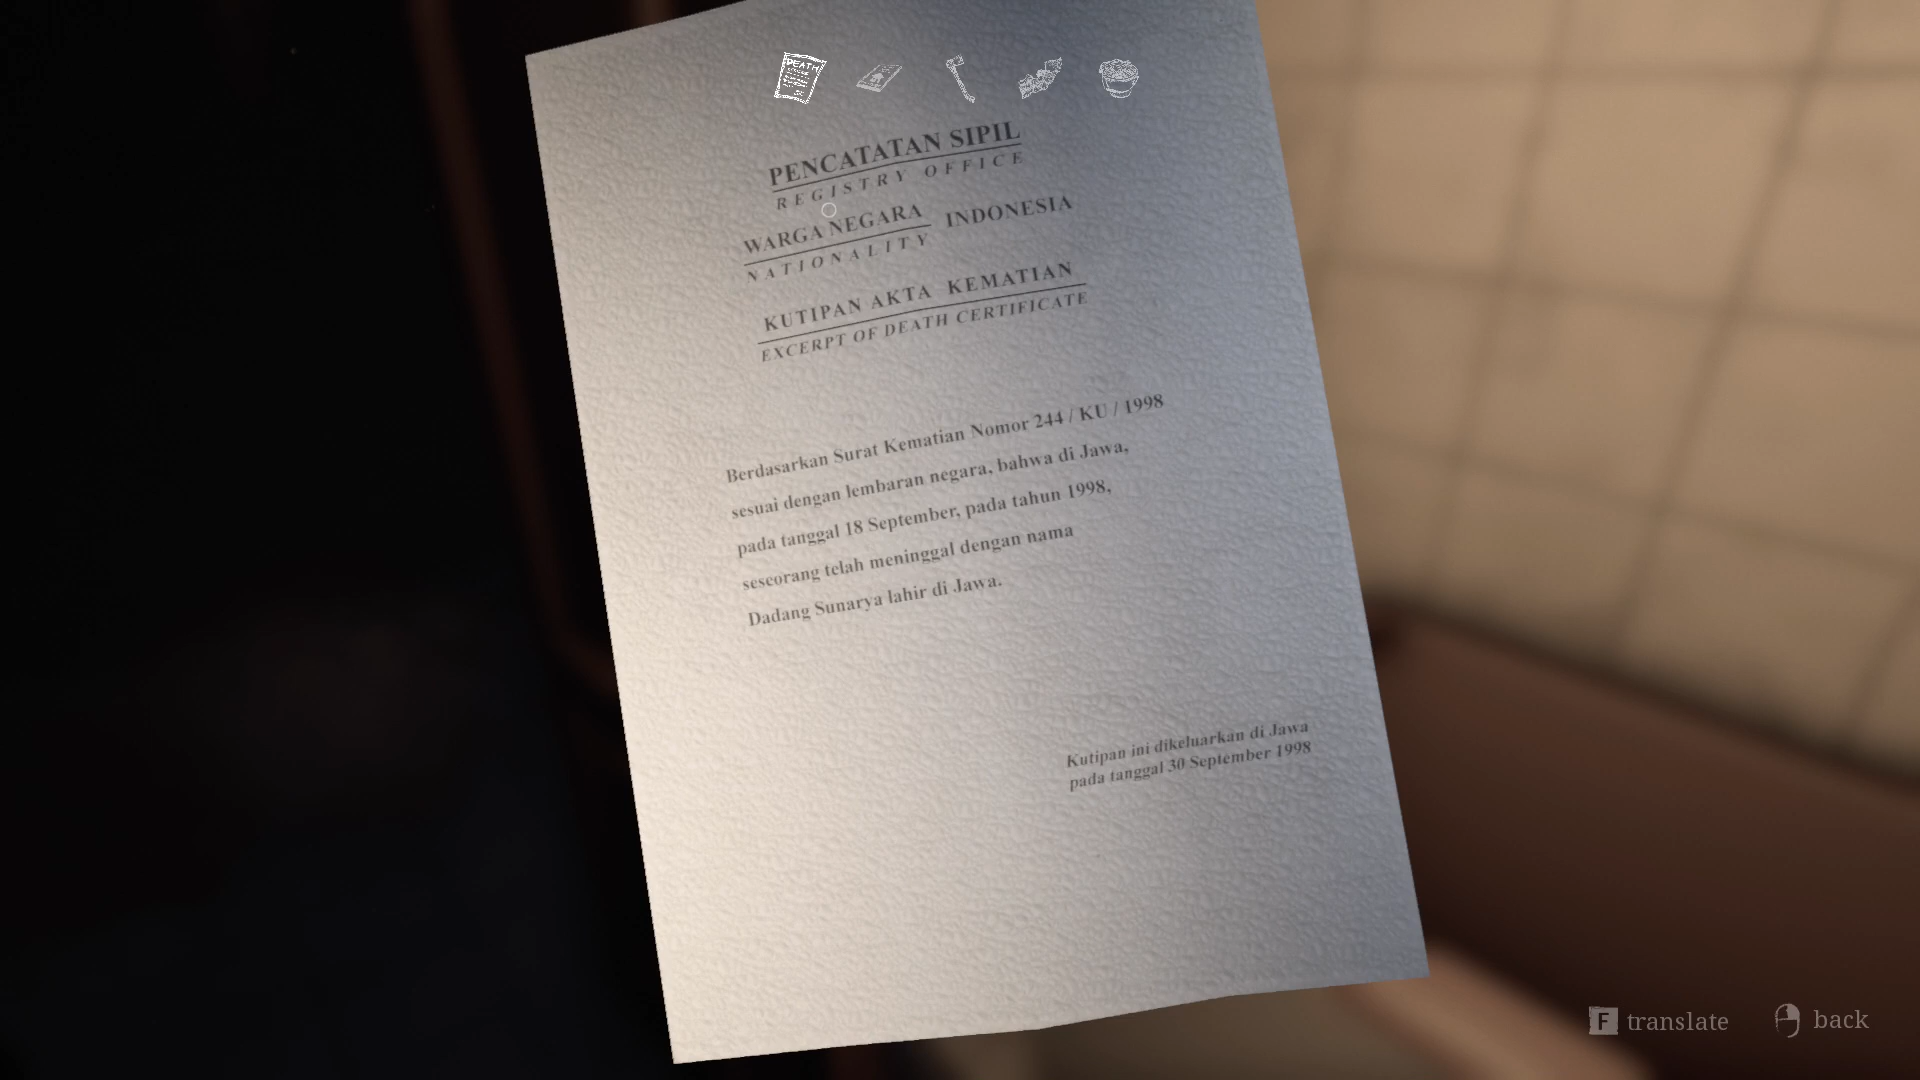 DEATH
PENCATATAN SIPIL
REGISTRY OFFICE
WARGA NEGARA INDONESIA
NATIONALITY
KUTIPAN AKTA KEMATIAN
EXCERPT OF DEATH CERTIFICATE
Berdasarkan Surat Kematian Nomor 244 / KU / 1998
sesuai dengan lembaran negara, bahwa di Jawa,
pada tanggal 18 September, pada tahun 1998,
seseorang telah meninggal dengan nama
Dadang Sunarya lahir di Jawa.
Kutipan ini dikeluarkan di Jawa
pada tanggal 30 September 1998
F translate back